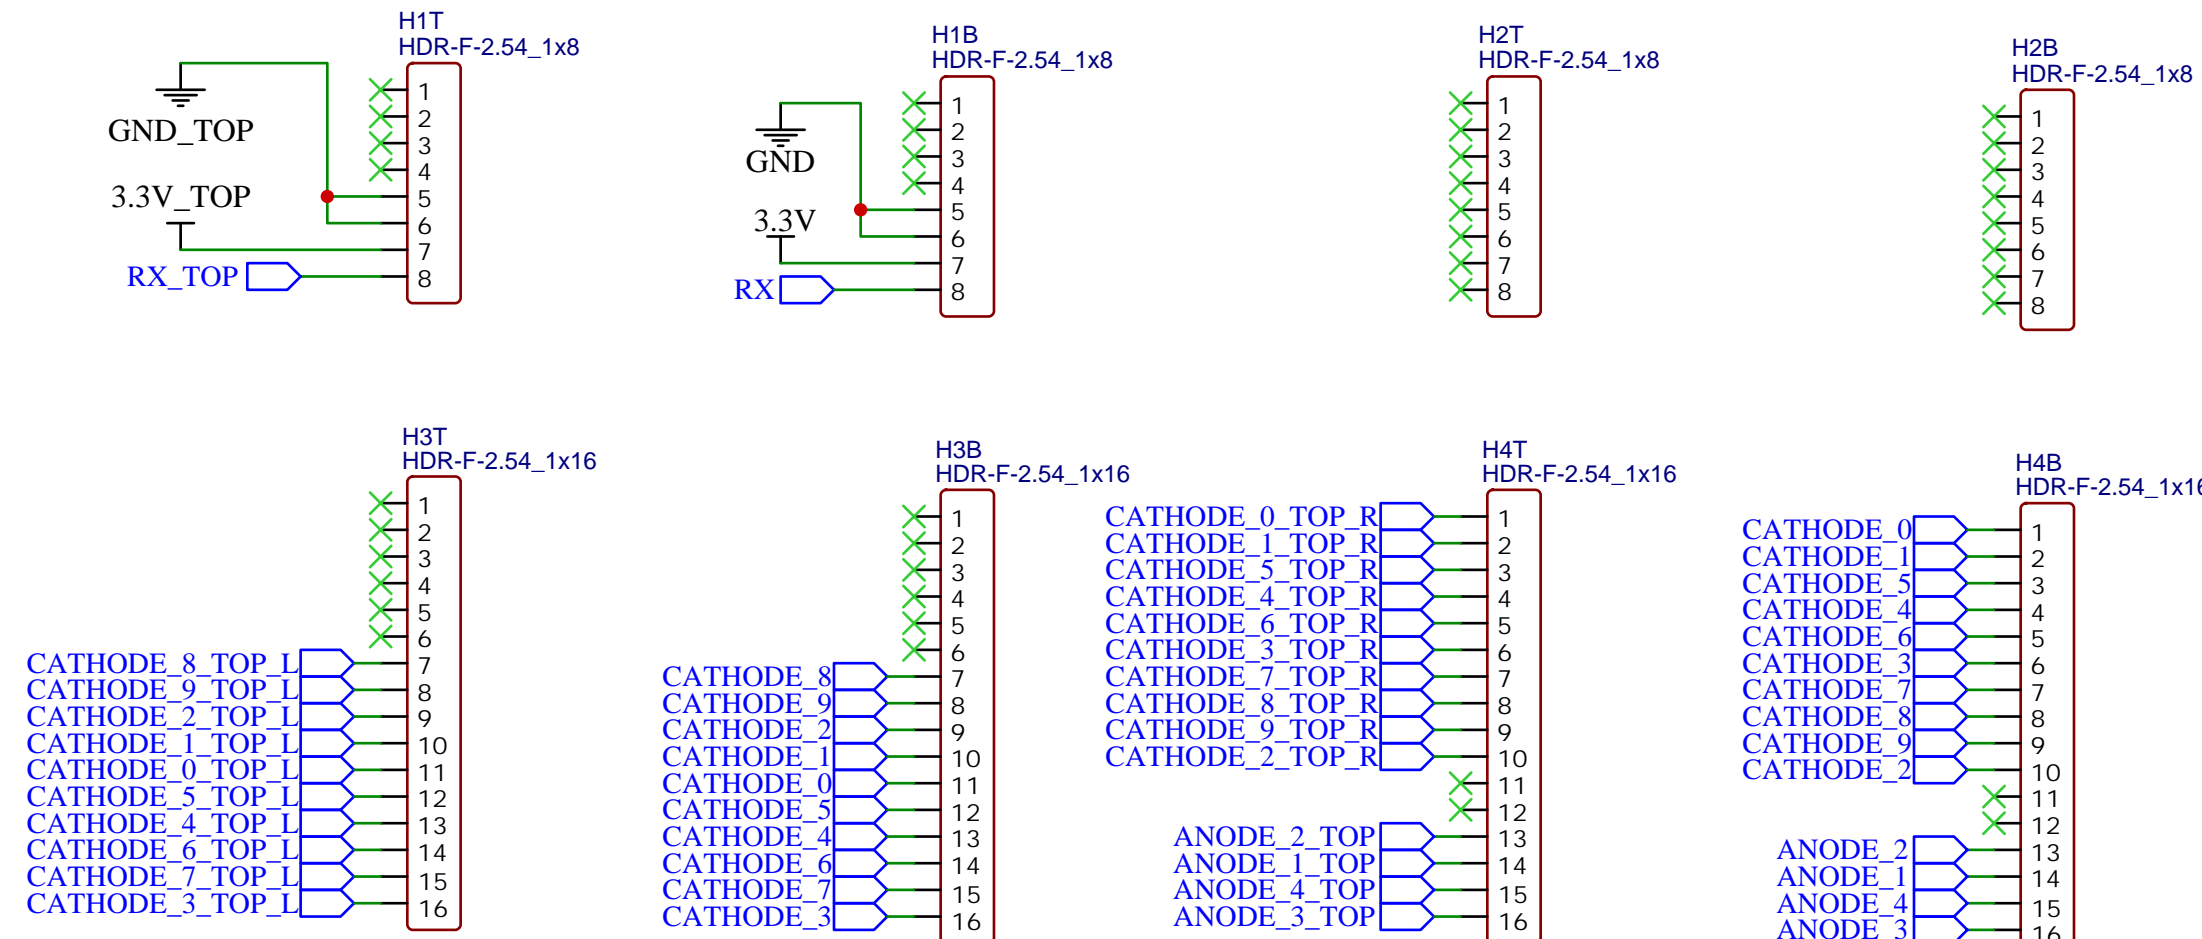 H1T
HDR-F-2.54_1x8
1
2
3
4
5
6
7
8
GND_TOP
3.3V_TOP
RX_TOP
H1B
HDR-F-2.54_1x8
1
2
3
4
5
6
7
8
GND
3.3V
RX
H2T
HDR-F-2.54_1x8
1
2
3
4
5
6
7
8
H2B
HDR-F-2.54_1x8
1
2
3
4
5
6
7
8
H3T
HDR-F-2.54_1x16
1
2
3
4
5
6
CATHODE_8_TOP_L 7
CATHODE_9_TOP_L 8
CATHODE_2_TOP_L 9
CATHODE_1_TOP_L 10
CATHODE_0_TOP_L 11
CATHODE_5_TOP_L 12
CATHODE_4_TOP_L 13
CATHODE_6_TOP_L 14
CATHODE_7_TOP_L 15
CATHODE_3_TOP_L 16
H3B
HDR-F-2.54_1x16
1
2
3
4
5
6
CATHODE_8 7
CATHODE_9 8
CATHODE_2 9
CATHODE_1 10
CATHODE_0 11
CATHODE_5 12
CATHODE_4 13
CATHODE_6 14
CATHODE_7 15
CATHODE_3 16
H4T
HDR-F-2.54_1x16
CATHODE_0_TOP_R 1
CATHODE_1_TOP_R 2
CATHODE_5_TOP_R 3
CATHODE_4_TOP_R 4
CATHODE_6_TOP_R 5
CATHODE_3_TOP_R 6
CATHODE_7_TOP_R 7
CATHODE_8_TOP_R 8
CATHODE_9_TOP_R 9
CATHODE_2_TOP_R 10
11
12
ANODE_2_TOP 13
ANODE_1_TOP 14
ANODE_4_TOP 15
ANODE_3_TOP 16
H4B
HDR-F-2.54_1x16
CATHODE_0 1
CATHODE_1 2
CATHODE_5 3
CATHODE_4 4
CATHODE_6 5
CATHODE_3 6
CATHODE_7 7
CATHODE_8 8
CATHODE_9 9
CATHODE_2 10
11
12
ANODE_2 13
ANODE_1 14
ANODE_4 15
ANODE_3 16